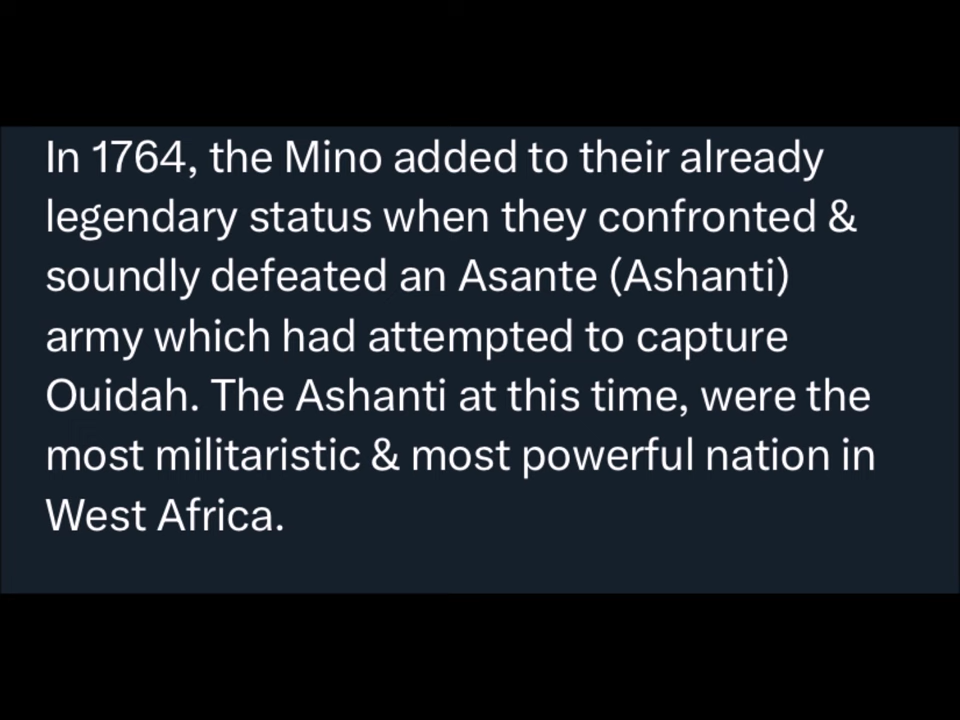 In 1764, the Mino added to their already
legendary status when they confronted &
soundly defeated an Asante (Ashanti)
army which had attempted to capture
Ouidah. The Ashanti at this time, were the
most militaristic & most powerful nation in
West Africa.